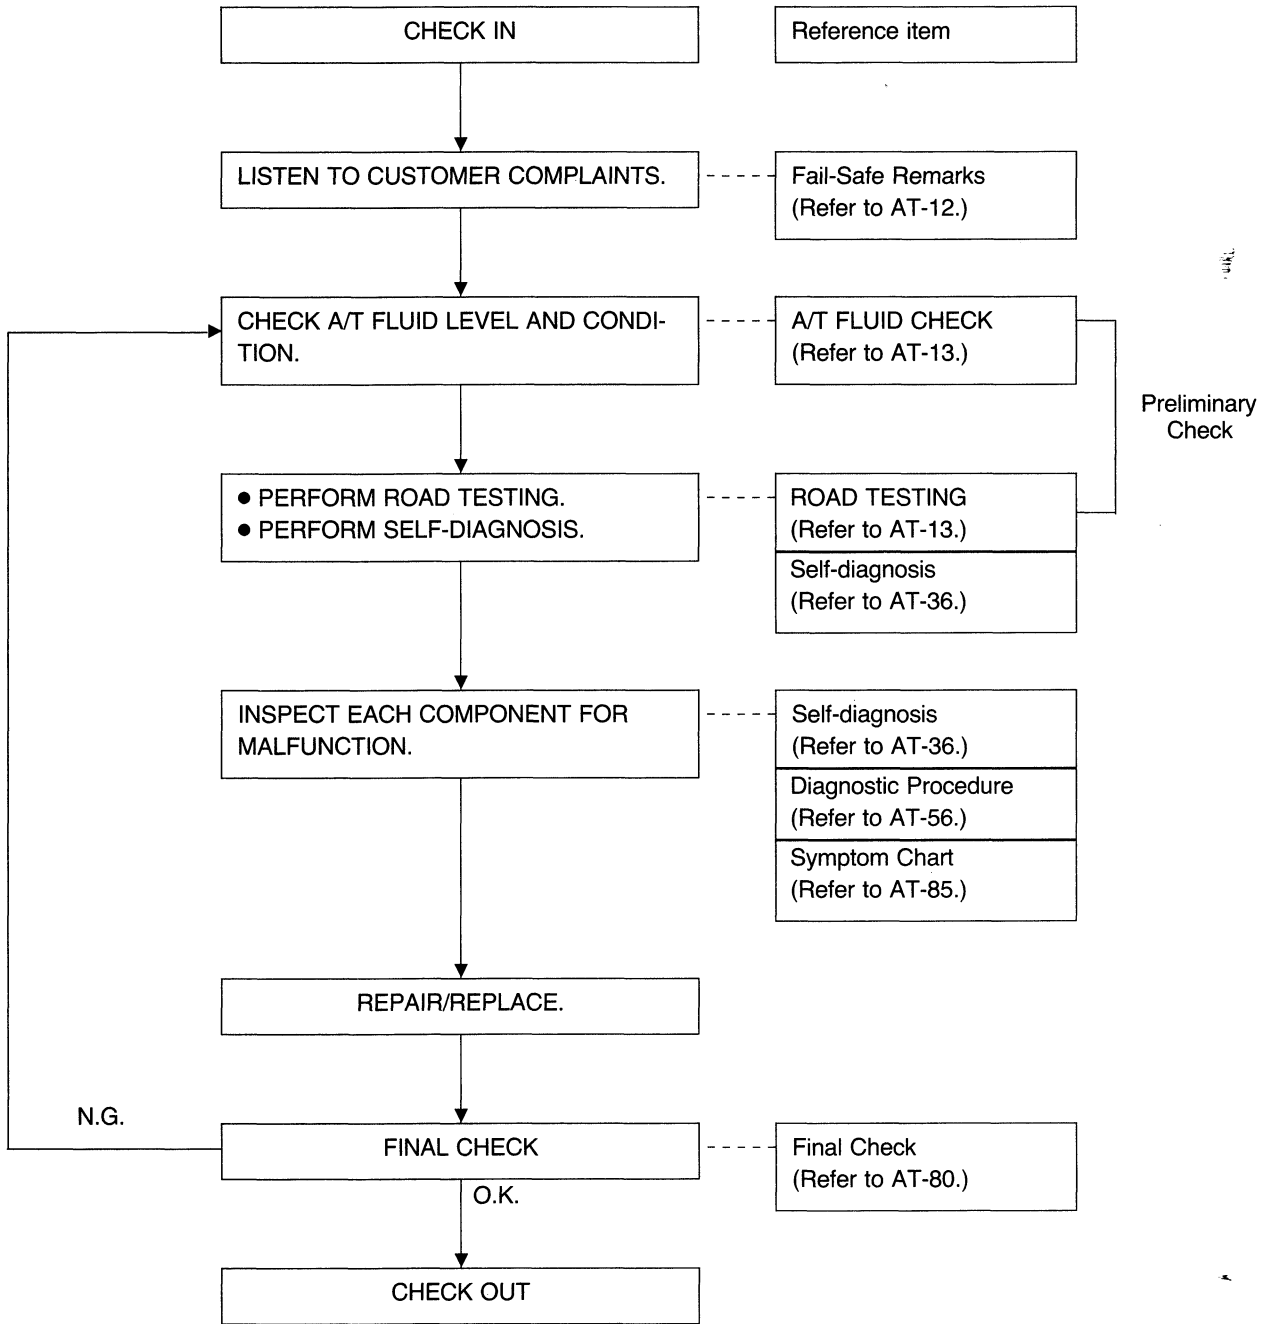 CHECK IN
Reference item
LISTEN TO CUSTOMER COMPLAINTS.
Fail-Safe Remarks
(Refer to AT-12.)
CHECK A/T FLUID LEVEL AND CONDI-
TION.
A/T FLUID CHECK
(Refer to AT-13.)
Preliminary
Check
● PERFORM ROAD TESTING.
● PERFORM SELF-DIAGNOSIS.
ROAD TESTING
(Refer to AT-13.)
Self-diagnosis
(Refer to AT-36.)
INSPECT EACH COMPONENT FOR
MALFUNCTION.
Self-diagnosis
(Refer to AT-36.)
Diagnostic Procedure
(Refer to AT-56.)
Symptom Chart
(Refer to AT-85.)
REPAIR/REPLACE.
N.G.
FINAL CHECK
Final Check
(Refer to AT-80.)
O.K.
CHECK OUT